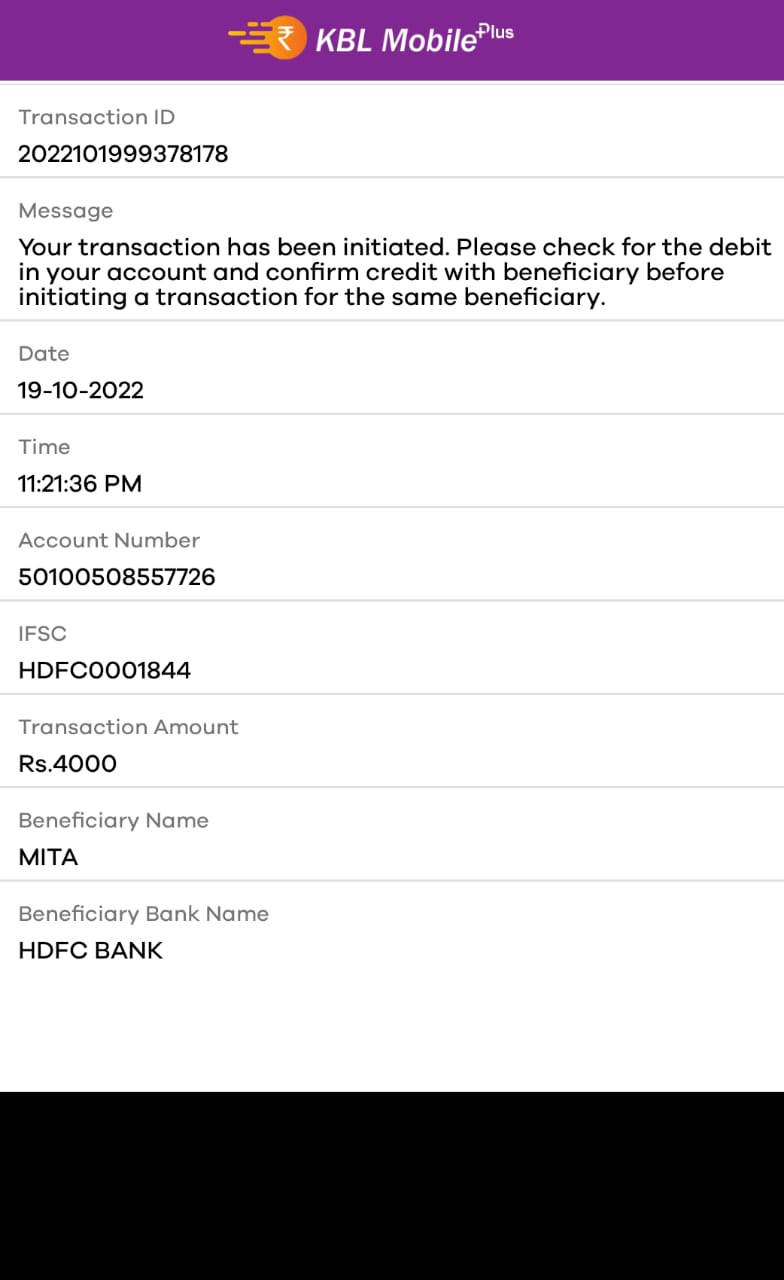 KBL Mobile Plus
Transaction ID
2022101999378178
Message
Your transaction has been initiated. Please check for the debit
in your account and confirm credit with beneficiary before
initiating a transaction for the same beneficiary.
Date
19-10-2022
Time
11:21:36 PM
Account Number
50100508557726
IFSC
HDFC0001844
Transaction Amount
Rs.4000
Beneficiary Name
MITA
Beneficiary Bank Name
HDFC BANK